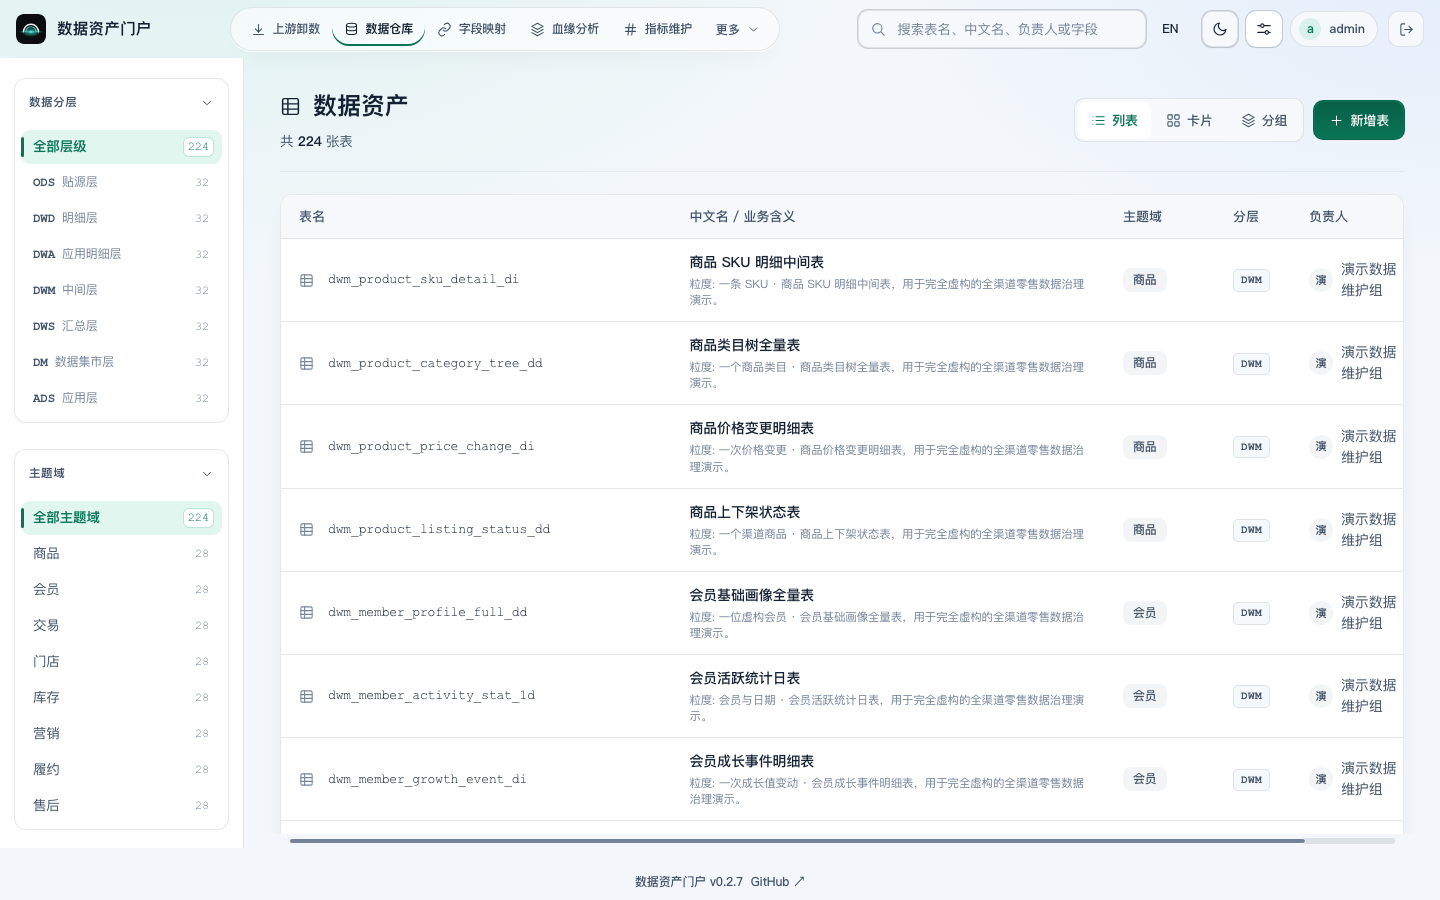 数据资产门户
上游卸数
数据仓库
字段映射
血缘分析
指标维护
更多
搜索表名、中文名、负责人或字段
EN
a
admin
数据分层
全部层级 224
ODS 贴源层 32
DWD 明细层 32
DWA 应用明细层 32
DWM 中间层 32
DWS 汇总层 32
DM 数据集市层 32
ADS 应用层 32
主题域
全部主题域 224
商品 28
会员 28
交易 28
门店 28
库存 28
营销 28
履约 28
售后 28
数据资产
共 224 张表
列表
卡片
分组
新增表
表名
中文名 / 业务含义
主题域
分层
负责人
dwm_product_sku_detail_di
商品 SKU 明细中间表
粒度: 一条 SKU · 商品 SKU 明细中间表，用于完全虚构的全渠道零售数据治理
演示。
商品
DWM
演
演示数据
维护组
dwm_product_category_tree_dd
商品类目树全量表
粒度: 一个商品类目 · 商品类目树全量表，用于完全虚构的全渠道零售数据治理
演示。
商品
DWM
演
演示数据
维护组
dwm_product_price_change_di
商品价格变更明细表
粒度: 一次价格变更 · 商品价格变更明细表，用于完全虚构的全渠道零售数据治
理演示。
商品
DWM
演
演示数据
维护组
dwm_product_listing_status_dd
商品上下架状态表
粒度: 一个渠道商品 · 商品上下架状态表，用于完全虚构的全渠道零售数据治理
演示。
商品
DWM
演
演示数据
维护组
dwm_member_profile_full_dd
会员基础画像全量表
粒度: 一位虚构会员 · 会员基础画像全量表，用于完全虚构的全渠道零售数据治
理演示。
会员
DWM
演
演示数据
维护组
dwm_member_activity_stat_1d
会员活跃统计日表
粒度: 会员与日期 · 会员活跃统计日表，用于完全虚构的全渠道零售数据治理演
示。
会员
DWM
演
演示数据
维护组
dwm_member_growth_event_di
会员成长事件明细表
粒度: 一次成长值变动 · 会员成长事件明细表，用于完全虚构的全渠道零售数据
治理演示。
会员
DWM
演
演示数据
维护组
数据资产门户 v0.2.7 GitHub ↗